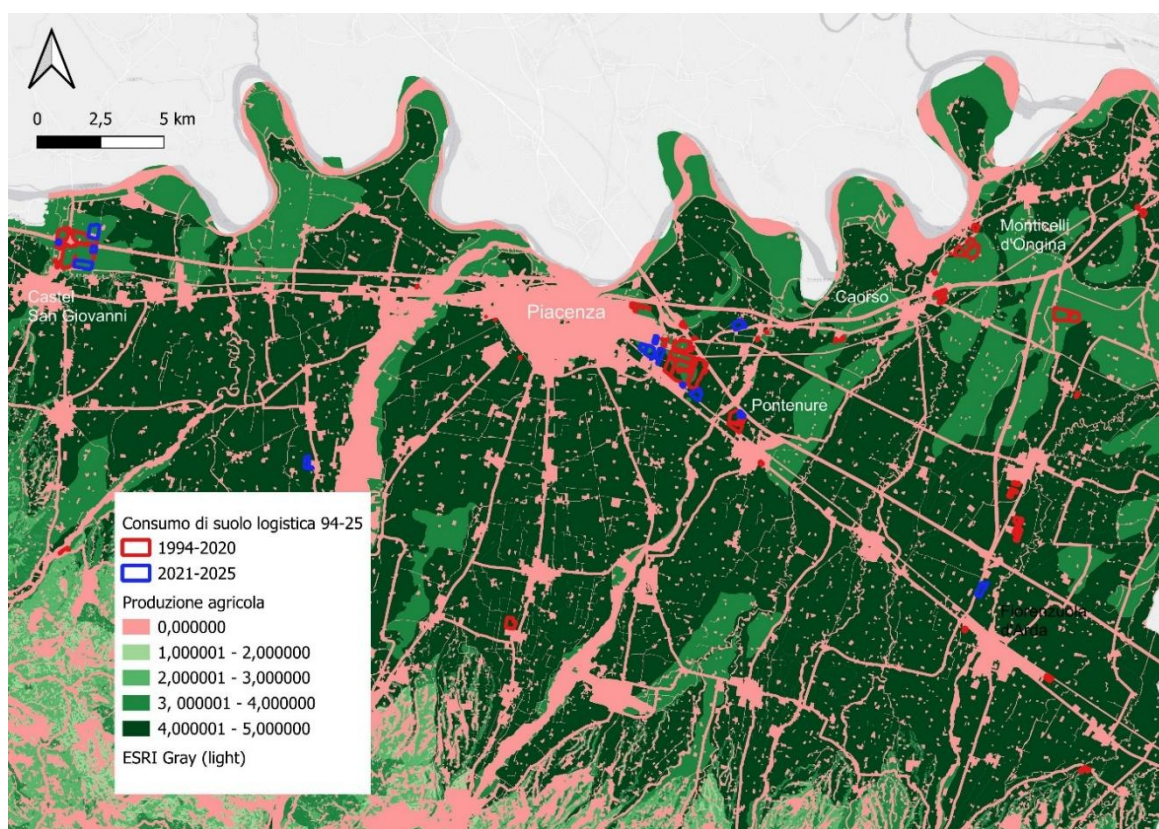 0 2,5 5 km
Monticelli
d'Ongina
Castel
San Giovanni
Piacenza
Caorso
Pontenure
Fiorenzuola
d'Arda
Consumo di suolo logistica 94-25
1994-2020
2021-2025
Produzione agricola
0,000000
1,000001 - 2,000000
2,000001 - 3,000000
3, 000001 - 4,000000
4,000001 - 5,000000
ESRI Gray (light)